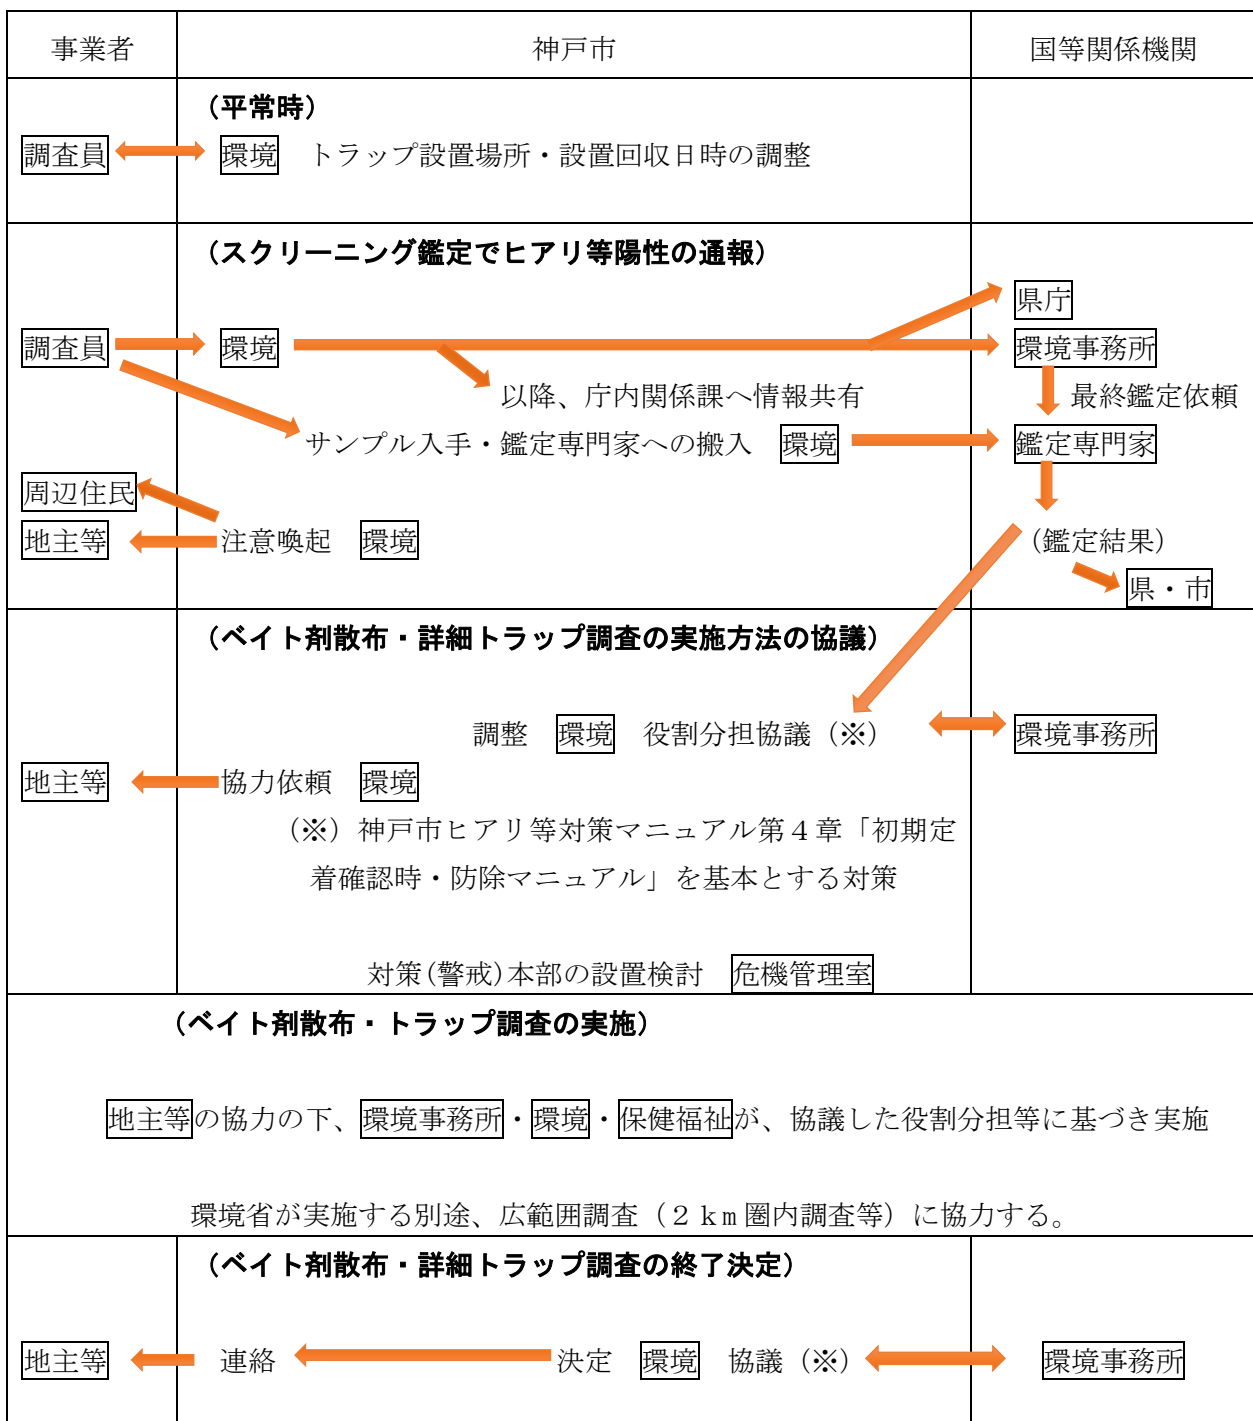 事業者 神戸市 国等関係機関
（平常時）
調査員 環境 トラップ設置場所・設置回収日時の調整
（スクリーニング鑑定でヒアリ等陽性の通報）
県庁
調査員 環境 環境事務所
以降、庁内関係課へ情報共有 最終鑑定依頼
サンプル入手・鑑定専門家への搬入 環境 鑑定専門家
周辺住民
地主等 注意喚起 環境 （鑑定結果）
県・市
（ベイト剤散布・詳細トラップ調査の実施方法の協議）
調整 環境 役割分担協議（※） 環境事務所
地主等 協力依頼 環境
（※）神戸市ヒアリ等対策マニュアル第４章「初期定
着確認時・防除マニュアル」を基本とする対策
対策(警戒)本部の設置検討 危機管理室
（ベイト剤散布・トラップ調査の実施）
地主等の協力の下、環境事務所・環境・保健福祉が、協議した役割分担等に基づき実施
環境省が実施する別途、広範囲調査（２ｋｍ圏内調査等）に協力する。
（ベイト剤散布・詳細トラップ調査の終了決定）
地主等 連絡 決定 環境 協議（※） 環境事務所